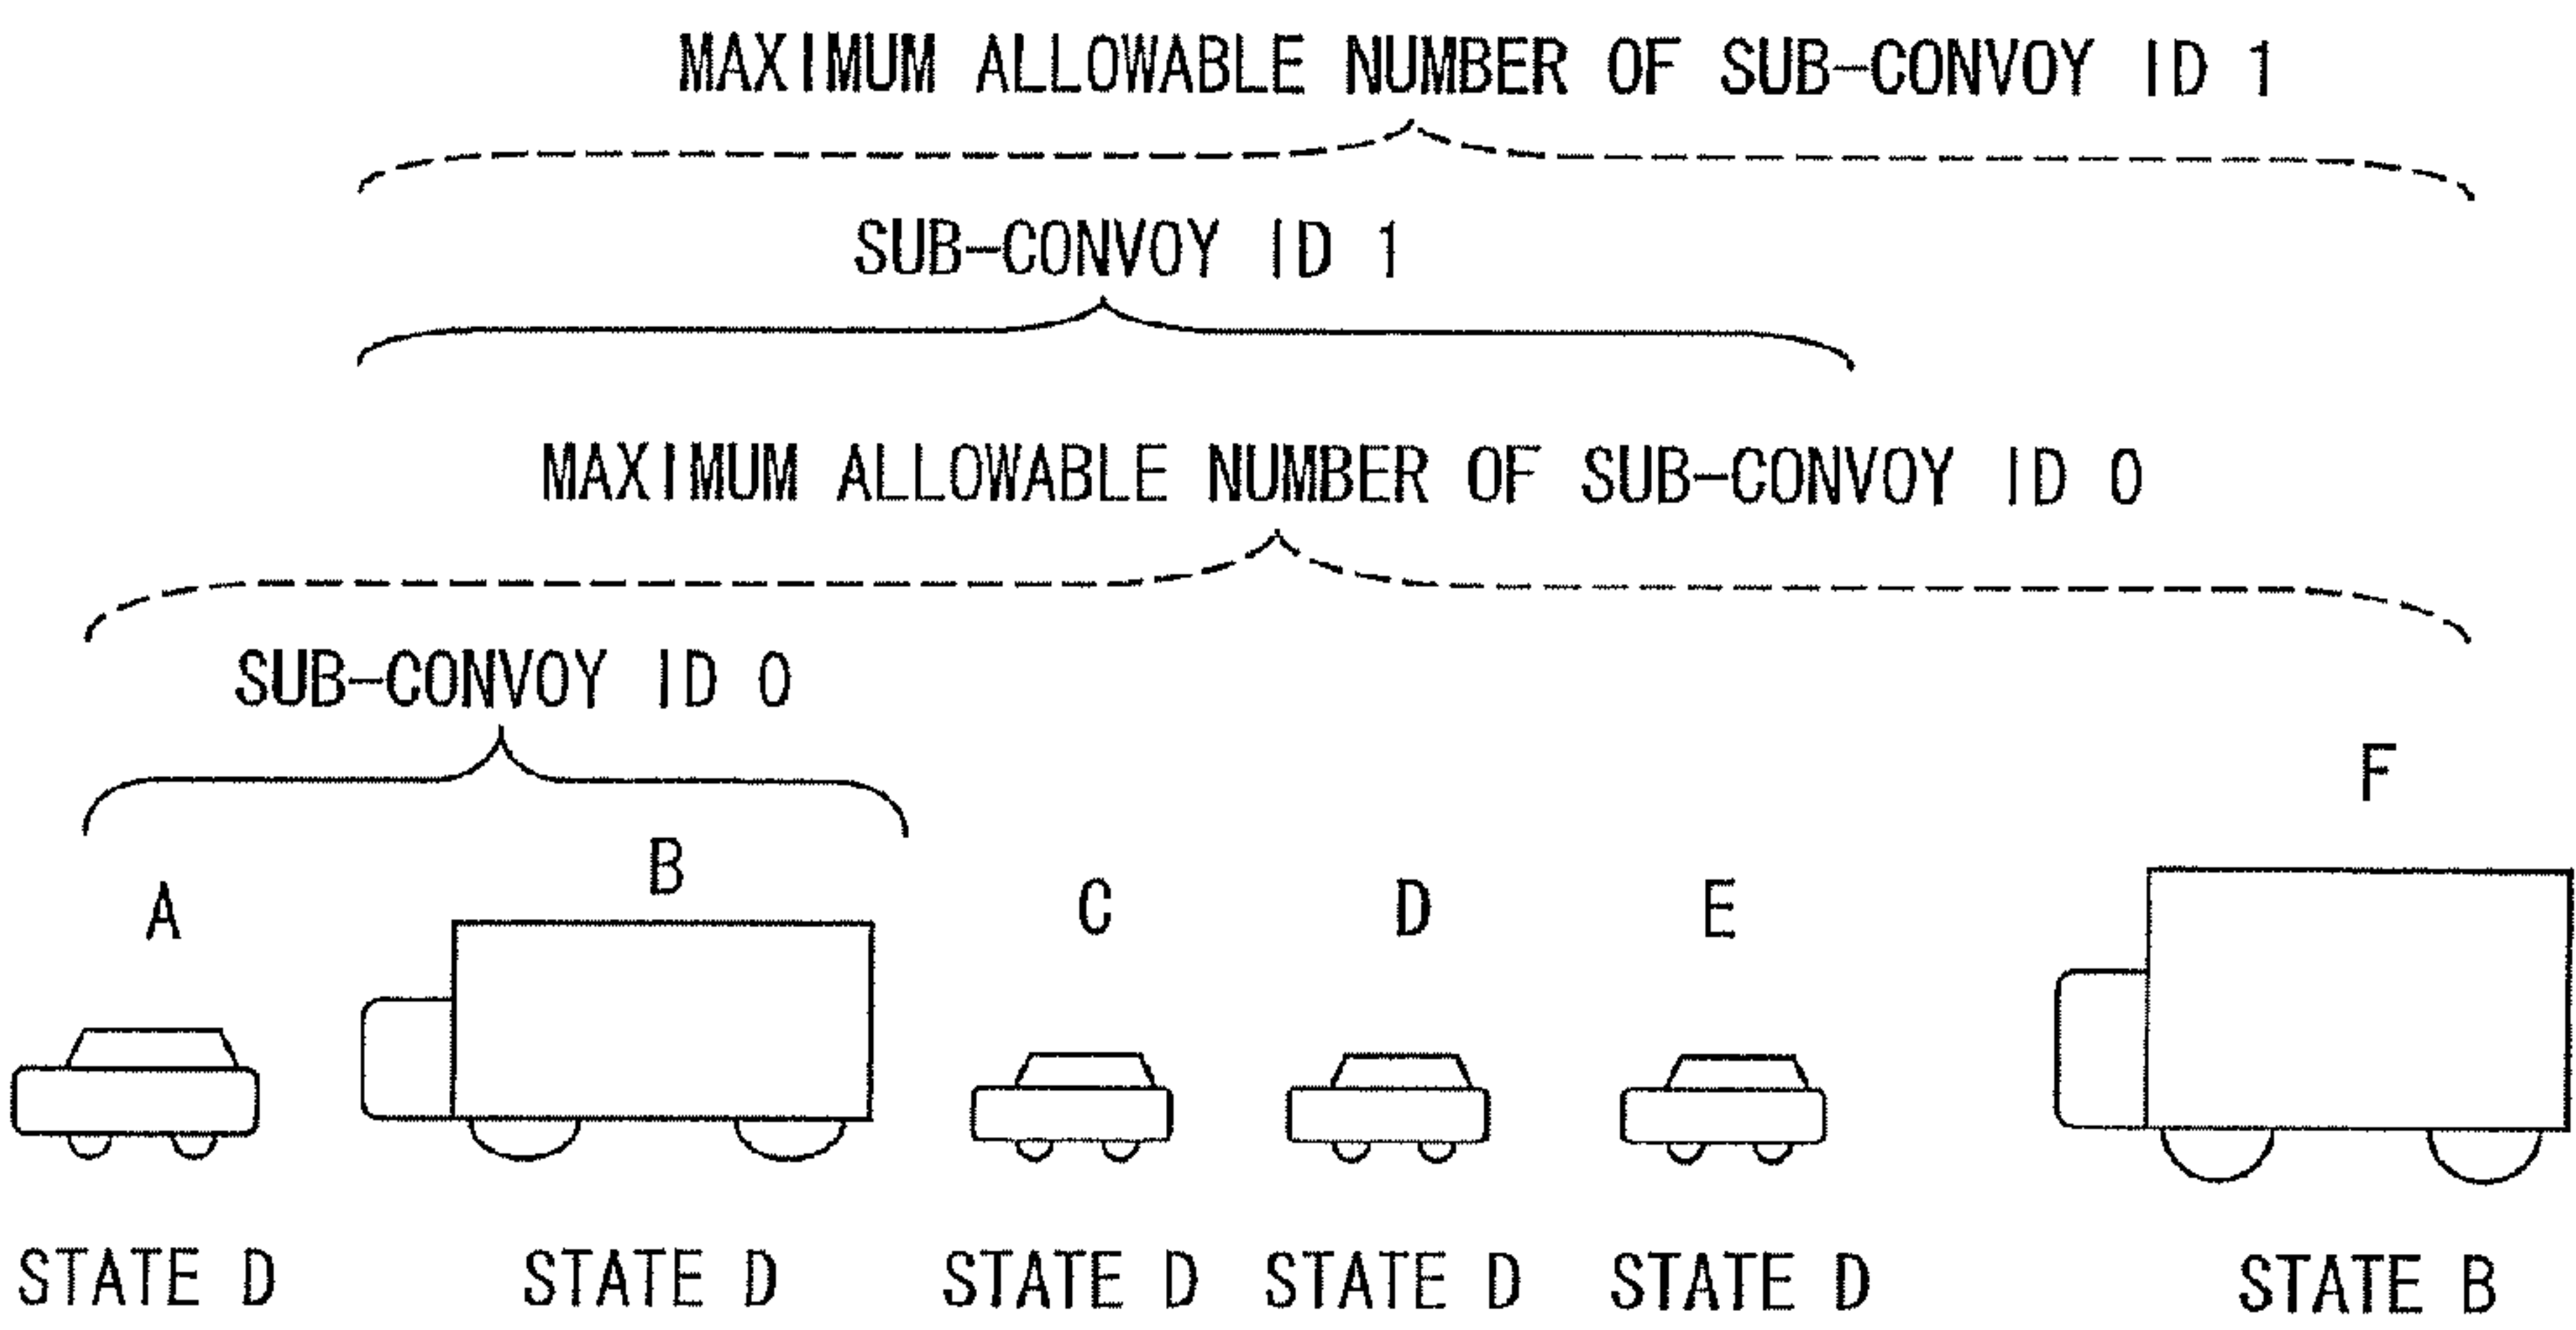 MAXIMUM ALLOWABLE NUMBER OF SUB-CONVOY ID 1
SUB-CONVOY ID 1
MAXIMUM ALLOWABLE NUMBER OF SUB-CONVOY ID 0
SUB-CONVOY ID 0
A
B
C
D
E
F
STATE D
STATE D
STATE D
STATE D
STATE D
STATE B